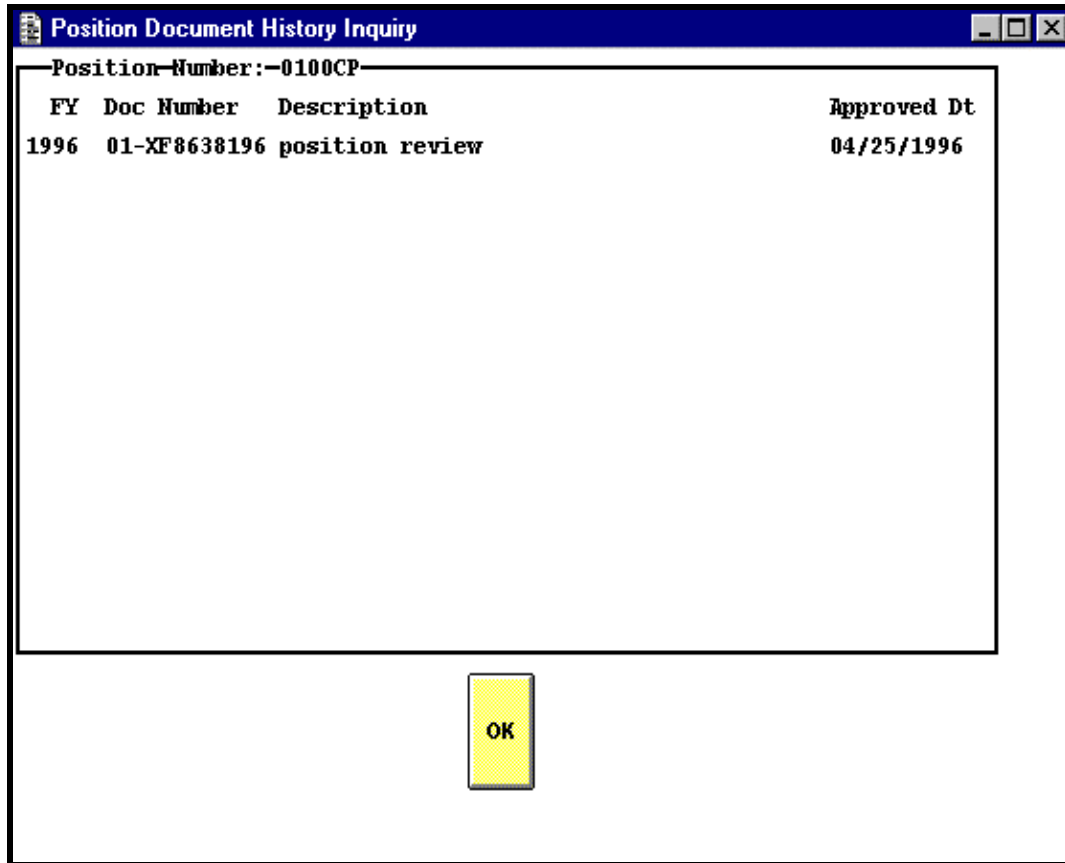 Position Document History Inquiry
Position Number: 0100CP
FY Doc Number Description Approved Dt
1996 01-XF8638196 position review 04/25/1996
OK